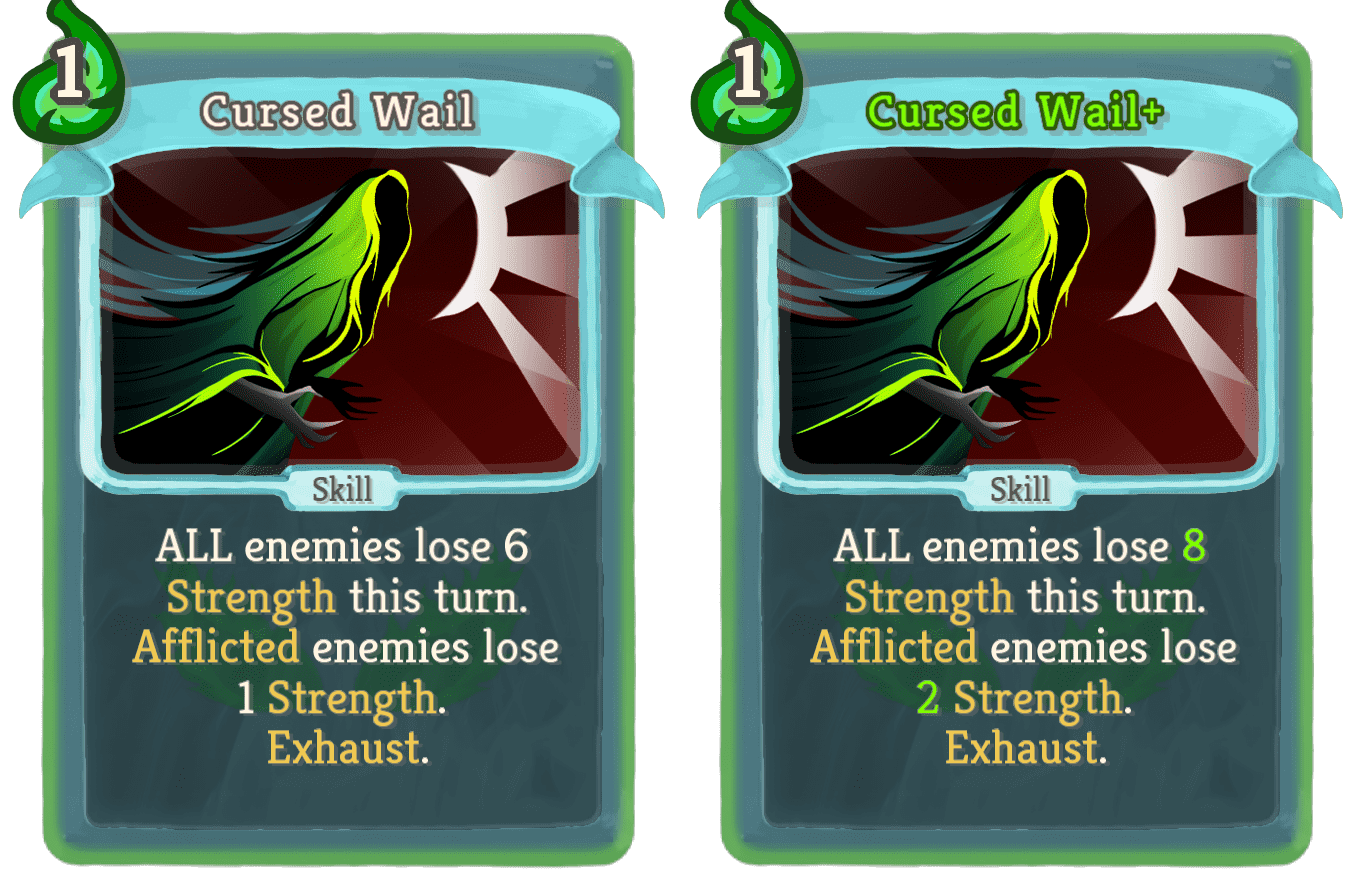 1
Cursed Wail
Skill
ALL enemies lose 6
Strength this turn.
Afflicted enemies lose
1 Strength.
Exhaust.
1
Cursed Wail+
Skill
ALL enemies lose 8
Strength this turn.
Afflicted enemies lose
2 Strength.
Exhaust.